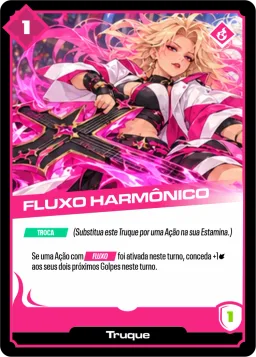 1
FLUXO HARMÔNICO
TROCA (Substitua este Truque por uma Ação na sua Estamina.)
Se uma Ação com FLUXO foi ativada neste turno, conceda +1
aos seus dois próximos Golpes neste turno.
1
Truque